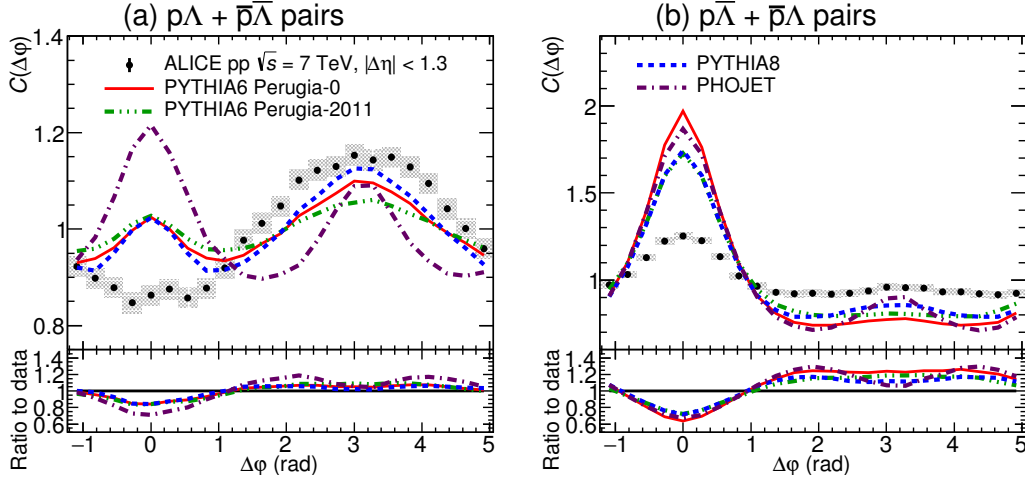 (a) pΛ + p̅Λ̅ pairs
C(Δφ)
1.4
1.2
1
0.8
ALICE pp √s = 7 TeV, |Δη| < 1.3
PYTHIA6 Perugia-0
PYTHIA6 Perugia-2011
Ratio to data
1.4
1.2
1
0.8
0.6
−1 0 1 2 3 4 5
Δφ (rad)
(b) pΛ̅ + p̅Λ pairs
C(Δφ)
2
1.5
1
PYTHIA8
PHOJET
Ratio to data
1.4
1.2
1
0.8
0.6
−1 0 1 2 3 4 5
Δφ (rad)